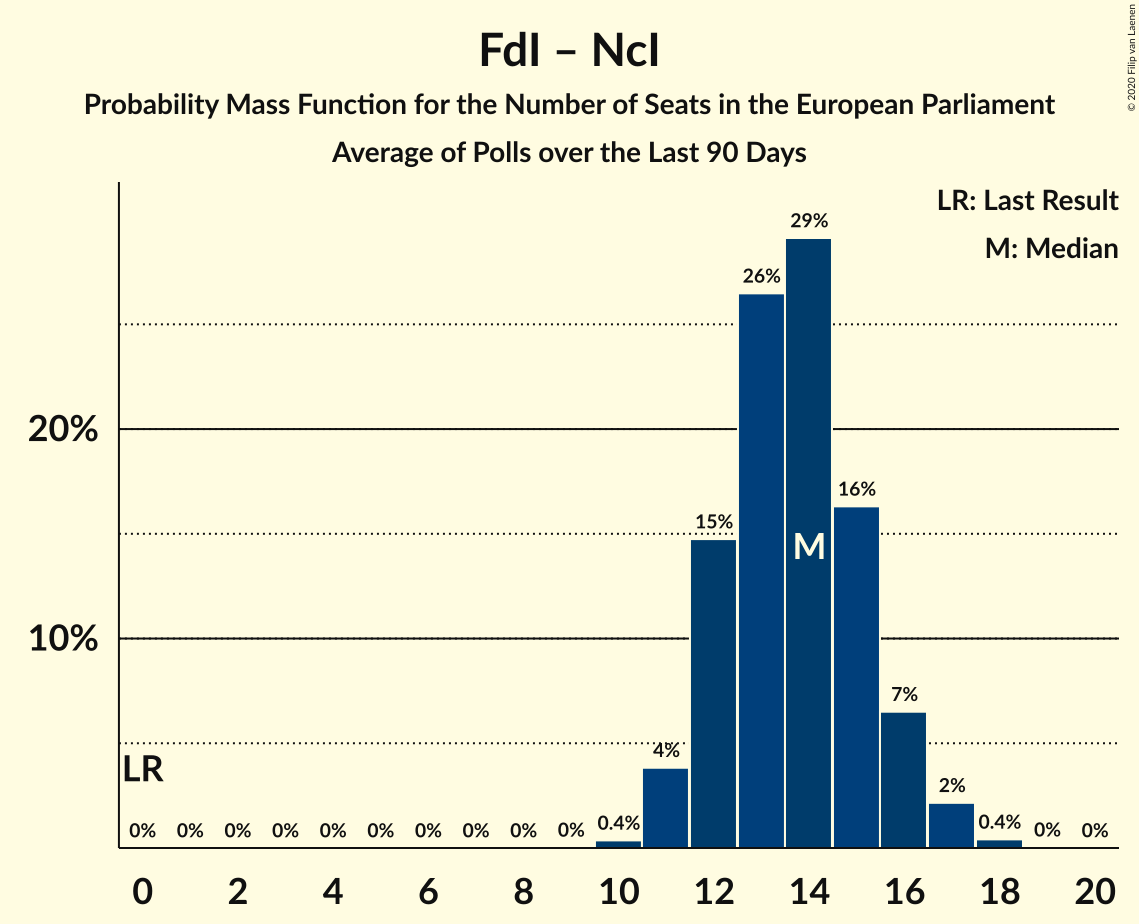 FdI – NcI
Probability Mass Function for the Number of Seats in the European Parliament
Average of Polls over the Last 90 Days
© 2020 Filip van Laenen
LR: Last Result
M: Median
29%
26%
20%
16%
15%
M
10%
7%
4%
LR
2%
0% 0% 0% 0% 0% 0% 0% 0% 0% 0% 0.4% 0.4% 0% 0%
0 2 4 6 8 10 12 14 16 18 20